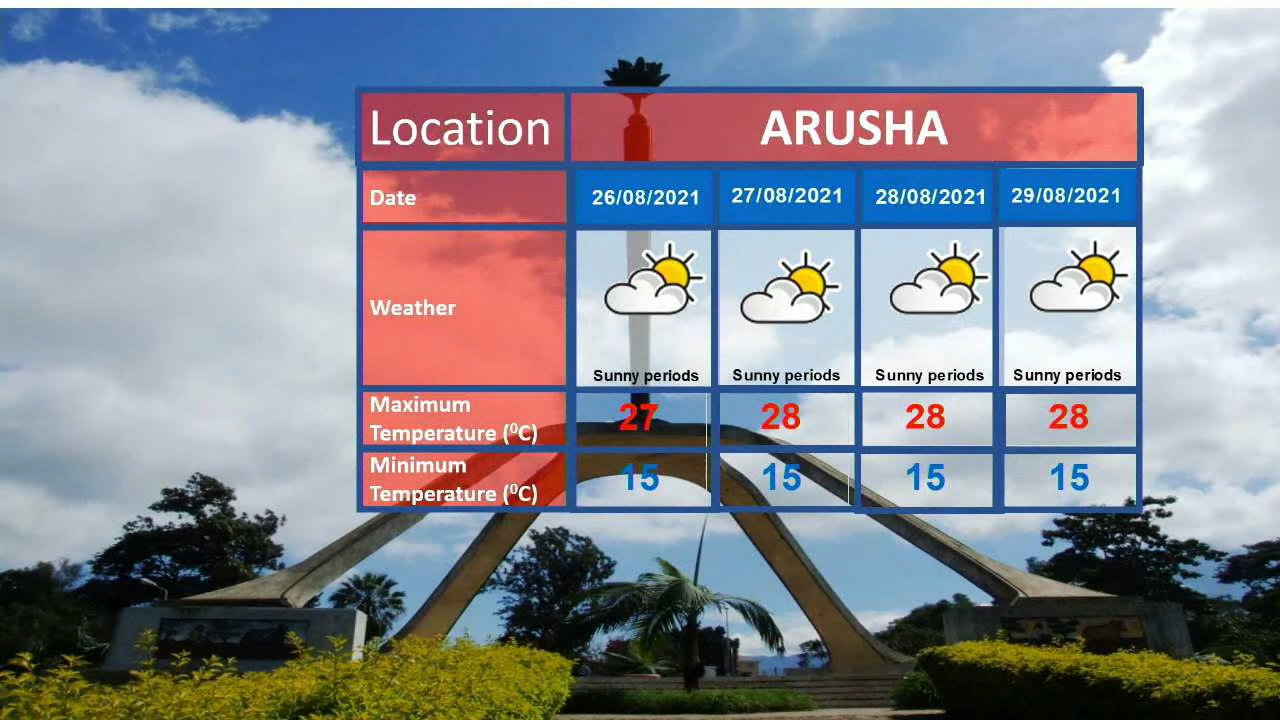 Location ARUSHA
Date 26/08/2021 27/08/2021 28/08/2021 29/08/2021
Weather Sunny periods Sunny periods Sunny periods Sunny periods
Maximum
Temperature (⁰C) 27 28 28 28
Minimum
Temperature (⁰C) 15 15 15 15